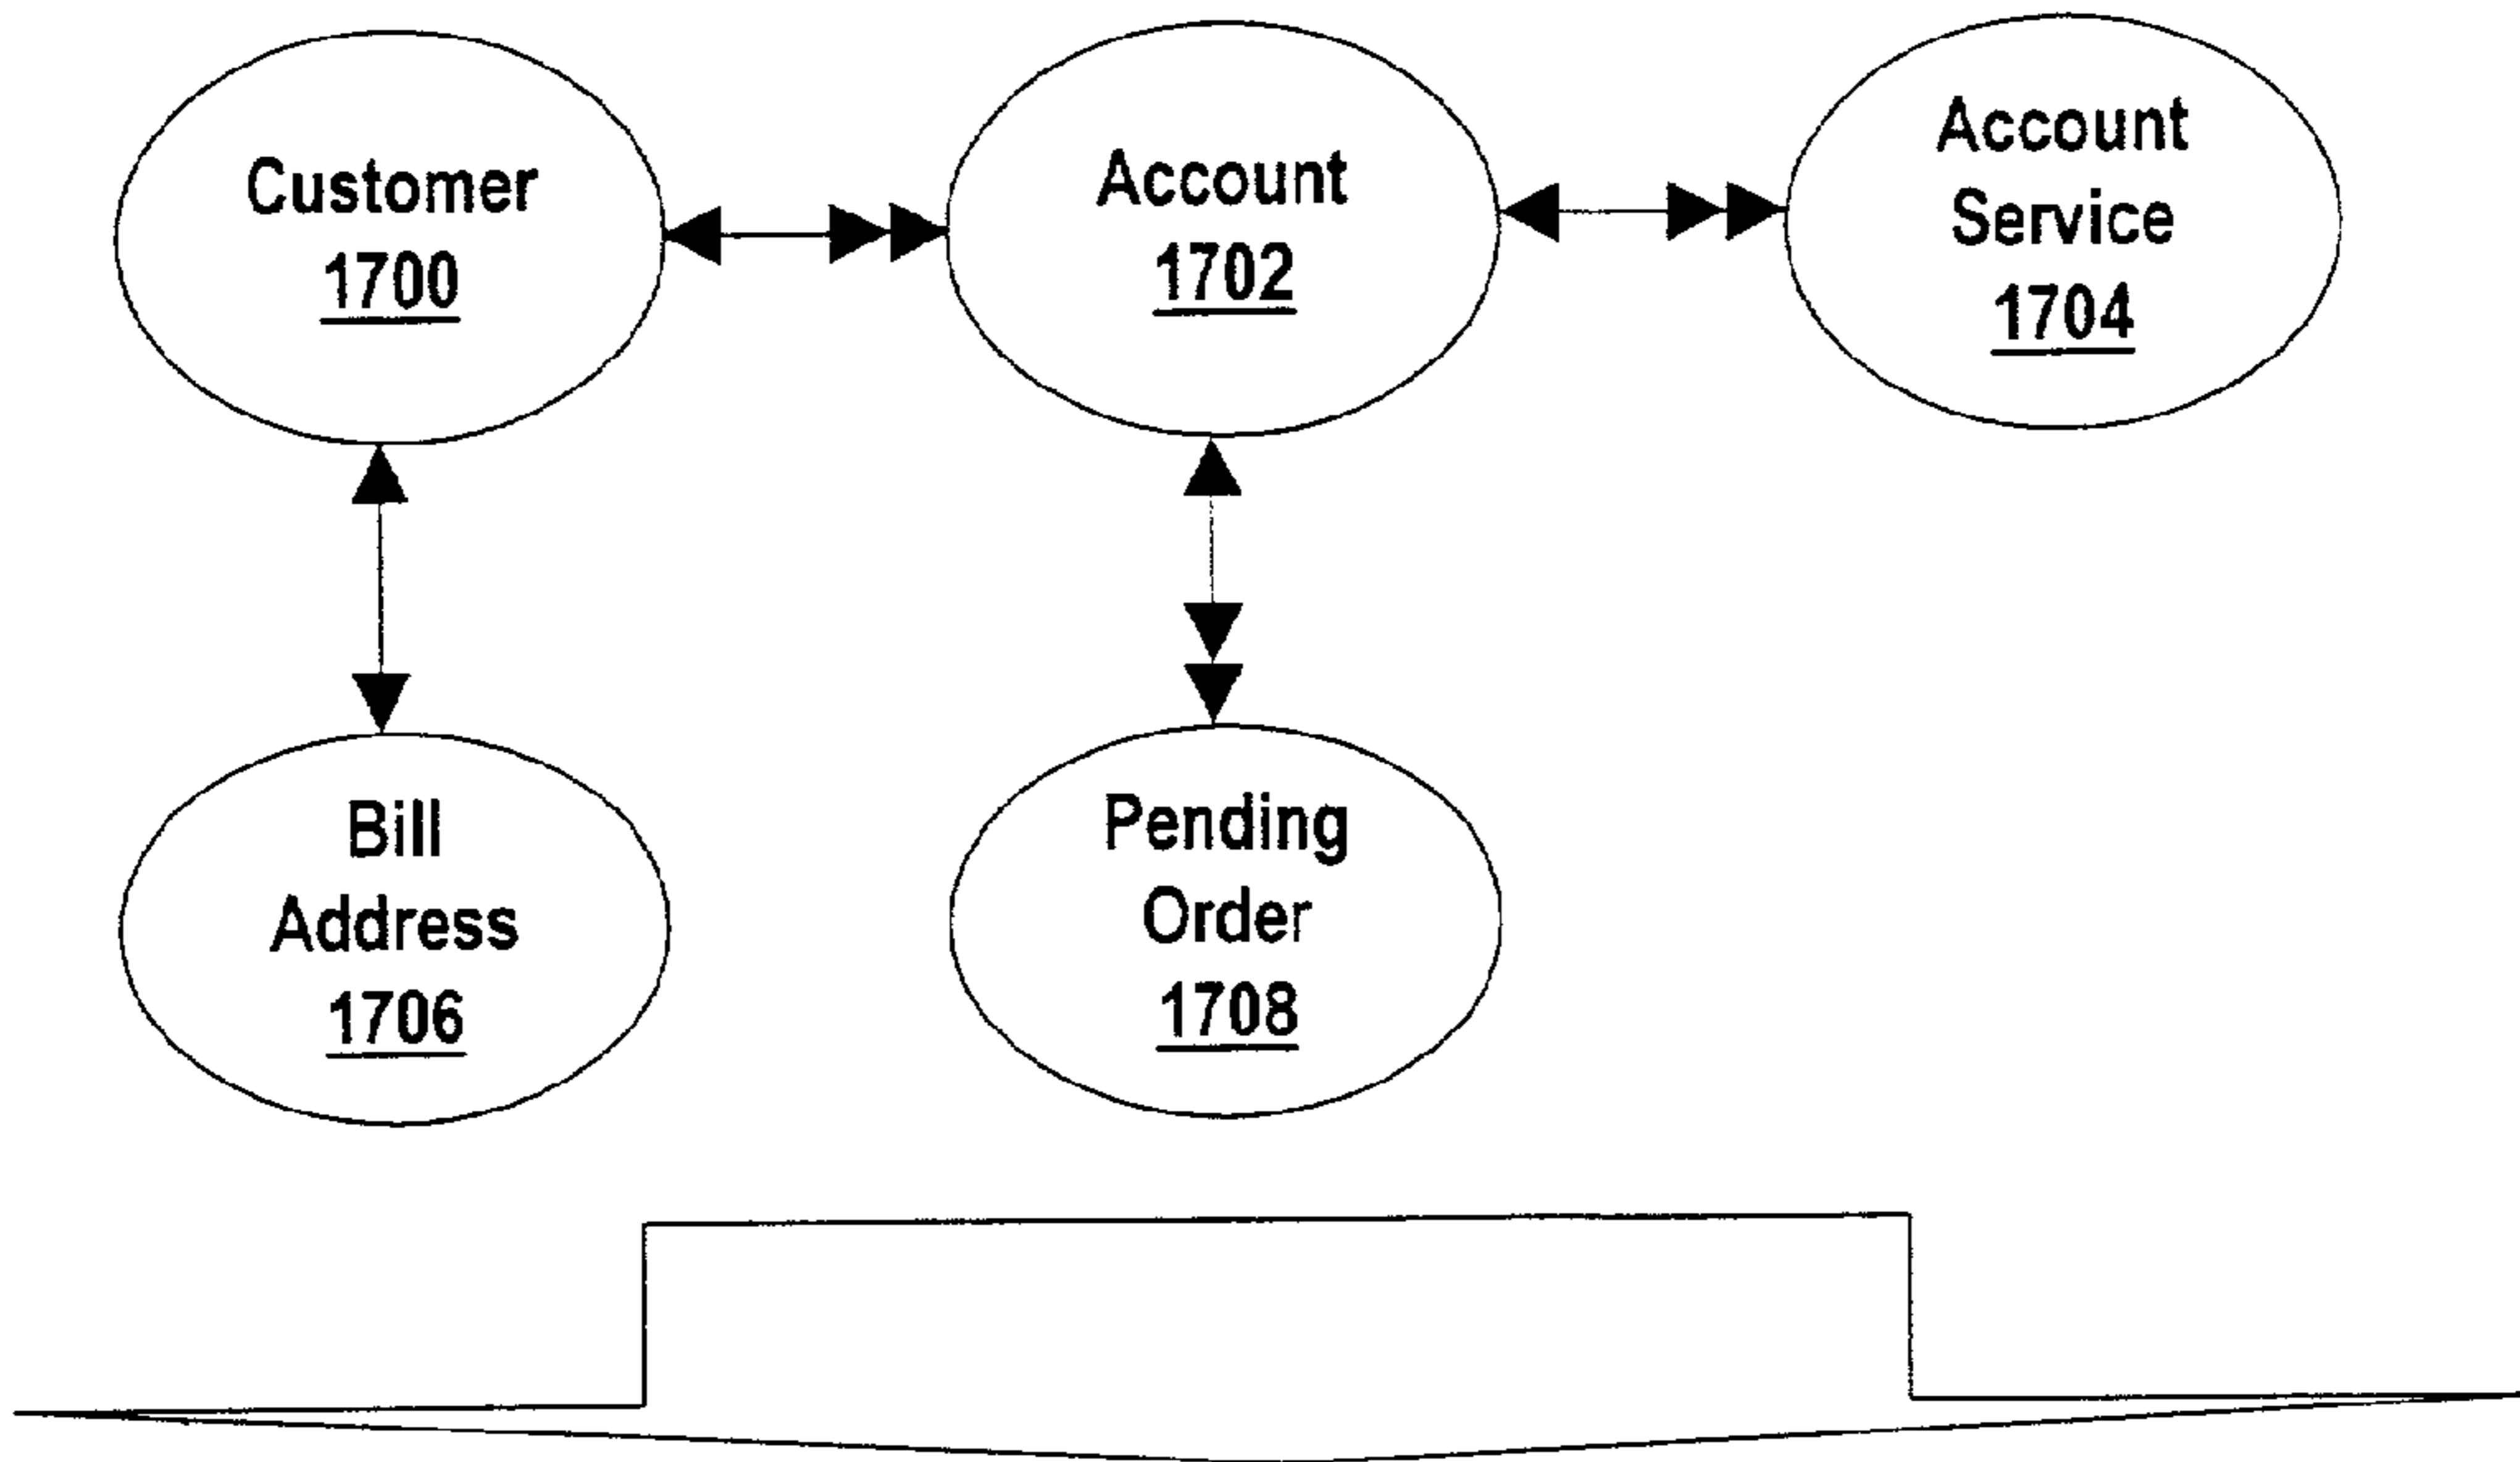 Customer
1700
Account
1702
Account
Service
1704
Bill
Address
1706
Pending
Order
1708